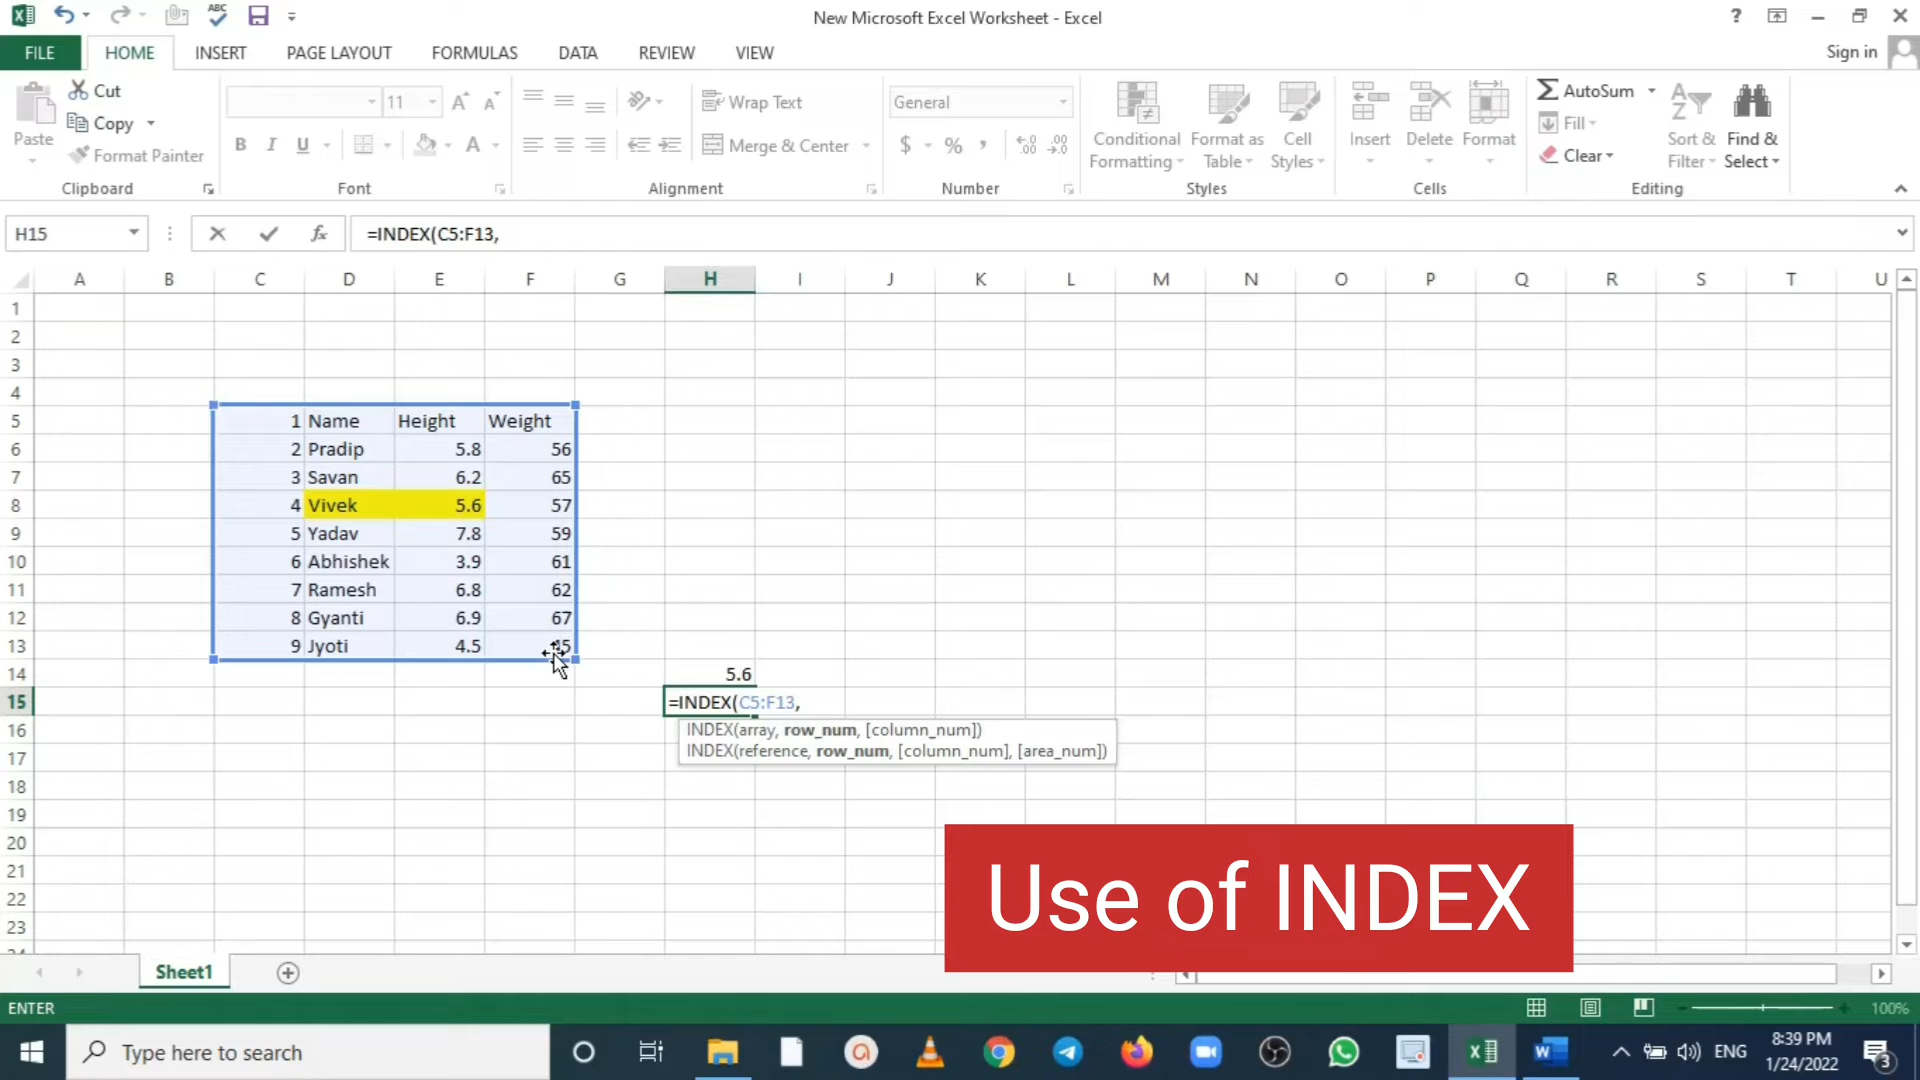 New Microsoft Excel Worksheet - Excel
ABC
?
FILE HOME INSERT PAGE LAYOUT FORMULAS DATA REVIEW VIEW
Sign in
Paste
Cut
Copy
Format Painter
Clipboard
11
B I U
Font
Wrap Text
Merge & Center
Alignment
General
$ % ,
Number
Conditional Formatting
Format as Table
Cell Styles
Styles
Insert Delete Format
Cells
AutoSum
Fill
Clear
Sort & Filter
Find & Select
Editing
H15 fx =INDEX(C5:F13,
A B C D E F G H I J K L M N O P Q R S T U
1
2
3
4
5 1 Name Height Weight
6 2 Pradip 5.8 56
7 3 Savan 6.2 65
8 4 Vivek 5.6 57
9 5 Yadav 7.8 59
10 6 Abhishek 3.9 61
11 7 Ramesh 6.8 62
12 8 Gyanti 6.9 67
13 9 Jyoti 4.5 45
14 5.6
15 =INDEX(C5:F13,
16 INDEX(array, row_num, [column_num])
17 INDEX(reference, row_num, [column_num], [area_num])
18
19
20
21
22
23
Use of INDEX
Sheet1
ENTER
100%
Type here to search
ENG
8:39 PM
1/24/2022
3